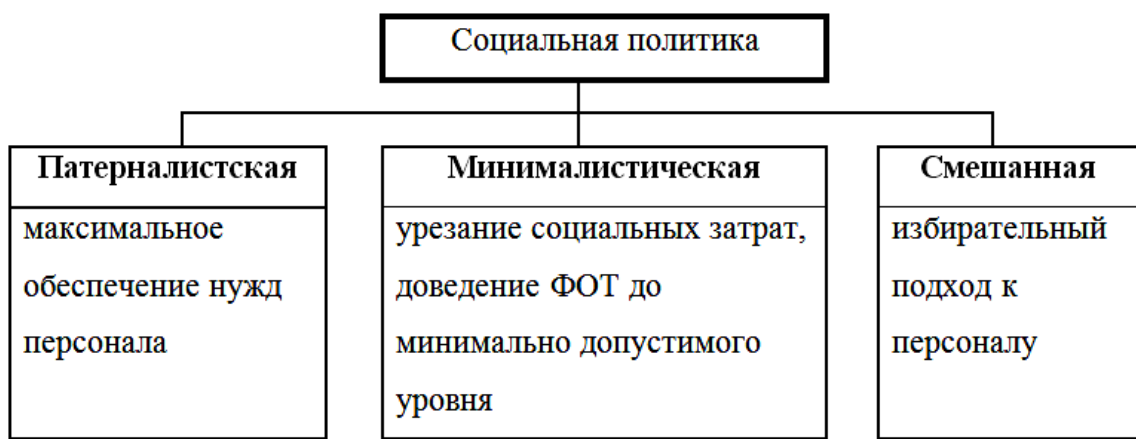 Социальная политика
Патерналистская
максимальное
обеспечение нужд
персонала
Минималистическая
урезание социальных затрат,
доведение ФОТ до
минимально допустимого
уровня
Смешанная
избирательный
подход к
персоналу